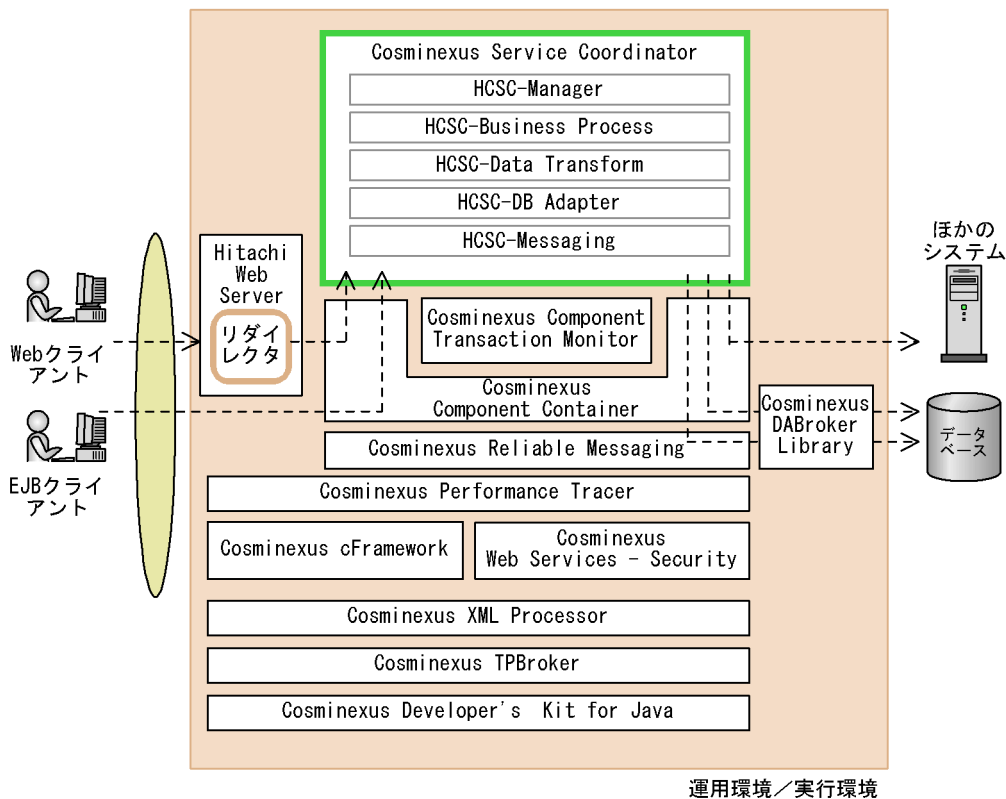 Cosminexus Service Coordinator
HCSC-Manager
HCSC-Business Process
HCSC-Data Transform
HCSC-DB Adapter
HCSC-Messaging
Hitachi
Web
Server
リダイ
レクタ
Webクライ
アント
EJBクライ
アント
Cosminexus Component
Transaction Monitor
Cosminexus
Component Container
Cosminexus Reliable Messaging
Cosminexus
DABroker
Library
ほかの
システム
データ
ベース
Cosminexus Performance Tracer
Cosminexus cFramework
Cosminexus
Web Services - Security
Cosminexus XML Processor
Cosminexus TPBroker
Cosminexus Developer's Kit for Java
運用環境／実行環境